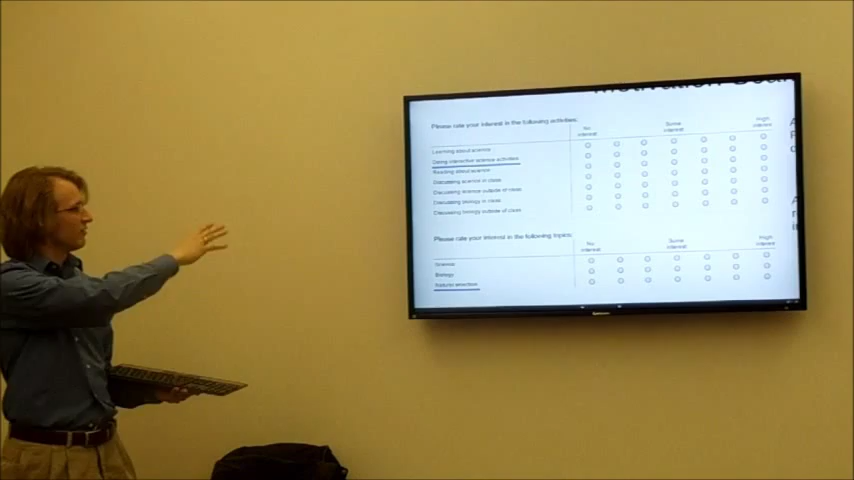 Please rate your interest in the following activities:
No interest
Some interest
High interest
Learning about science
Doing interactive science activities
Reading about science
Discussing science in class
Discussing science outside of class
Discussing biology in class
Discussing biology outside of class
Please rate your interest in the following topics:
No interest
Some interest
High interest
Science
Biology
Natural selection